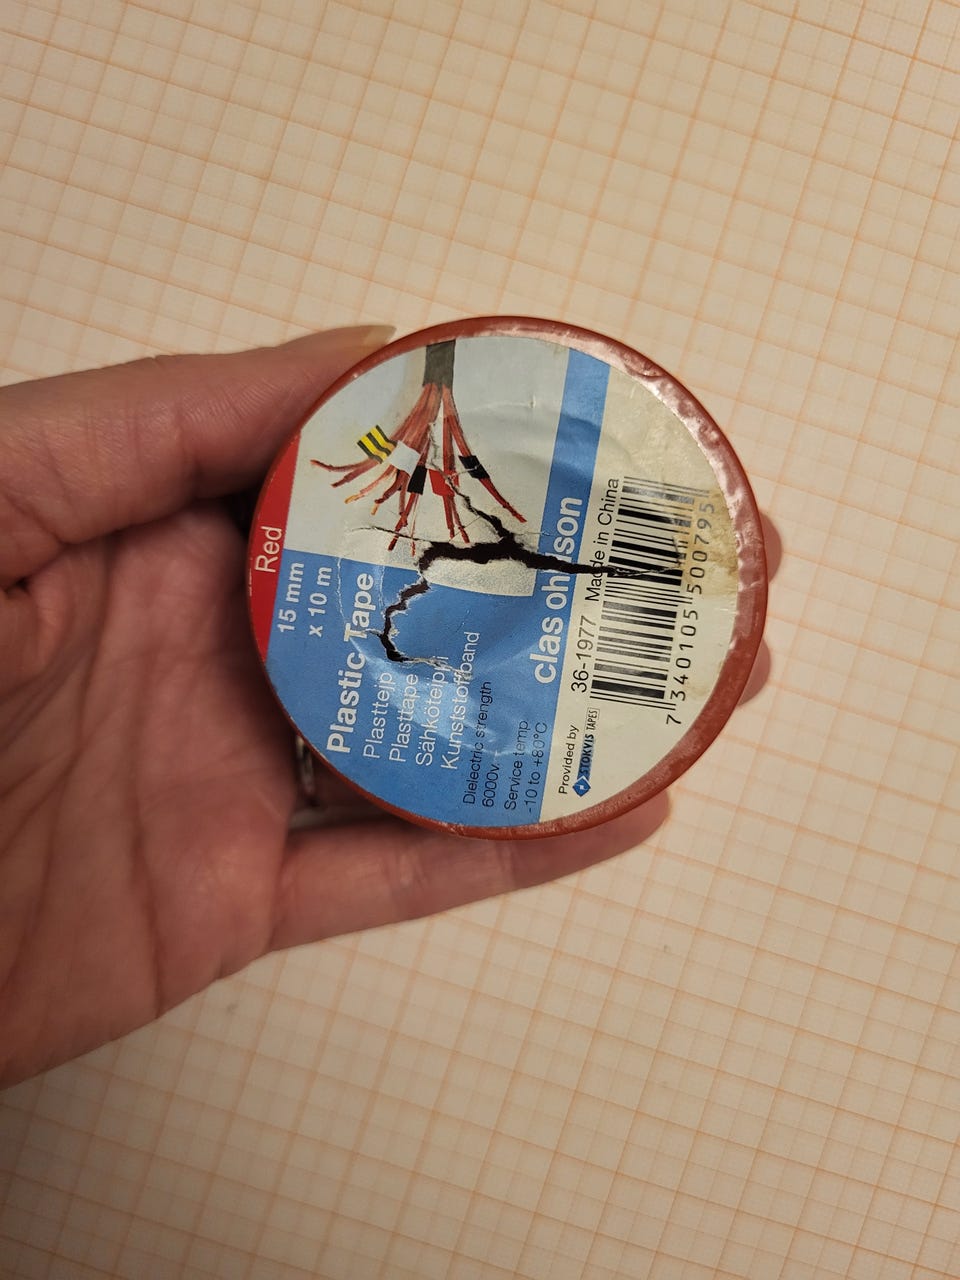 Red
15 mm
x 10 m
Plastic Tape
Plasttejp
Plasttape
Sähköteippi
Kunststoffband
Dielectric strength
6000v.
Service temp.
-10 to +80°C
clas ohlson
36-1977 Made in China
7 340105 500795
Provided by
STOKVIS TAPES